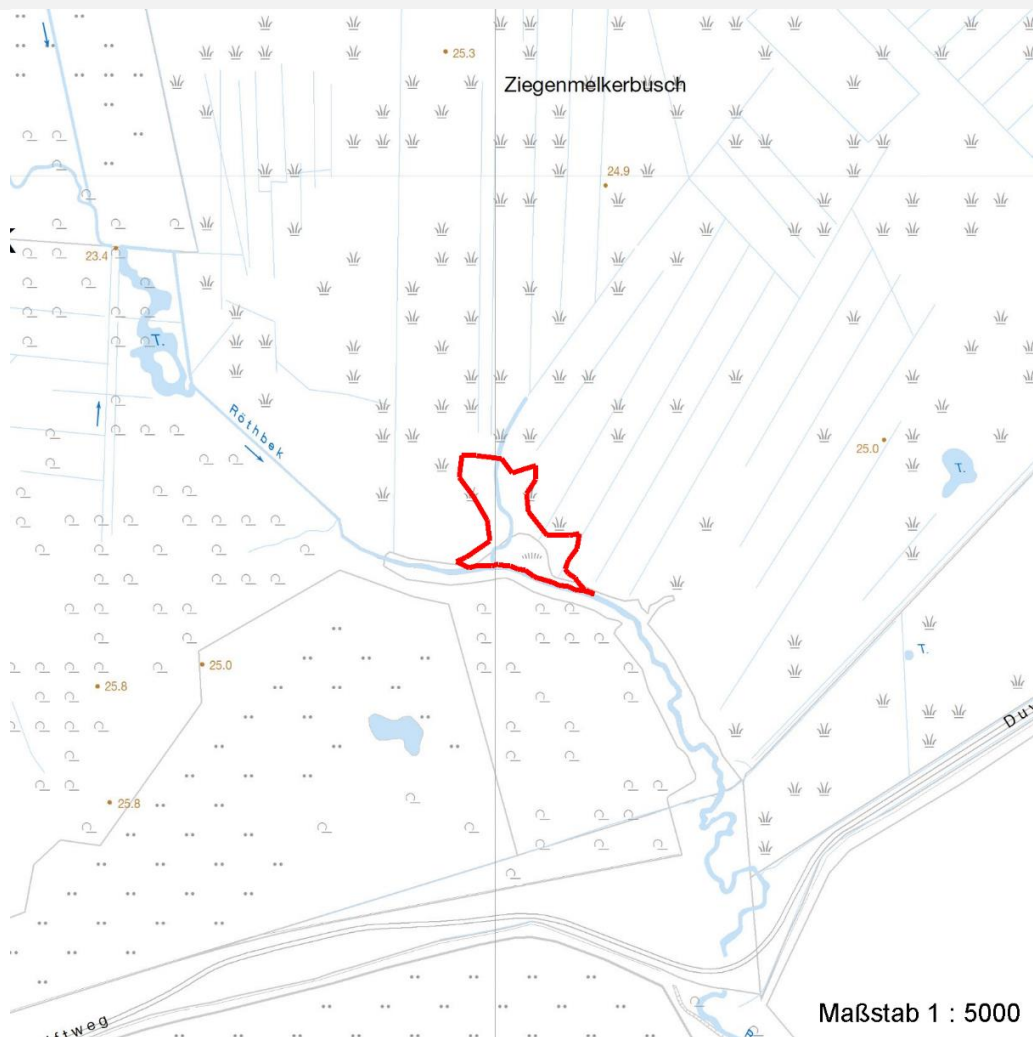 25.3
Ziegenmelkerbusch
24.9
23.4
T.
Röthbek
25.0
T.
T.
25.0
25.8
25.8
Maßstab 1 : 5000